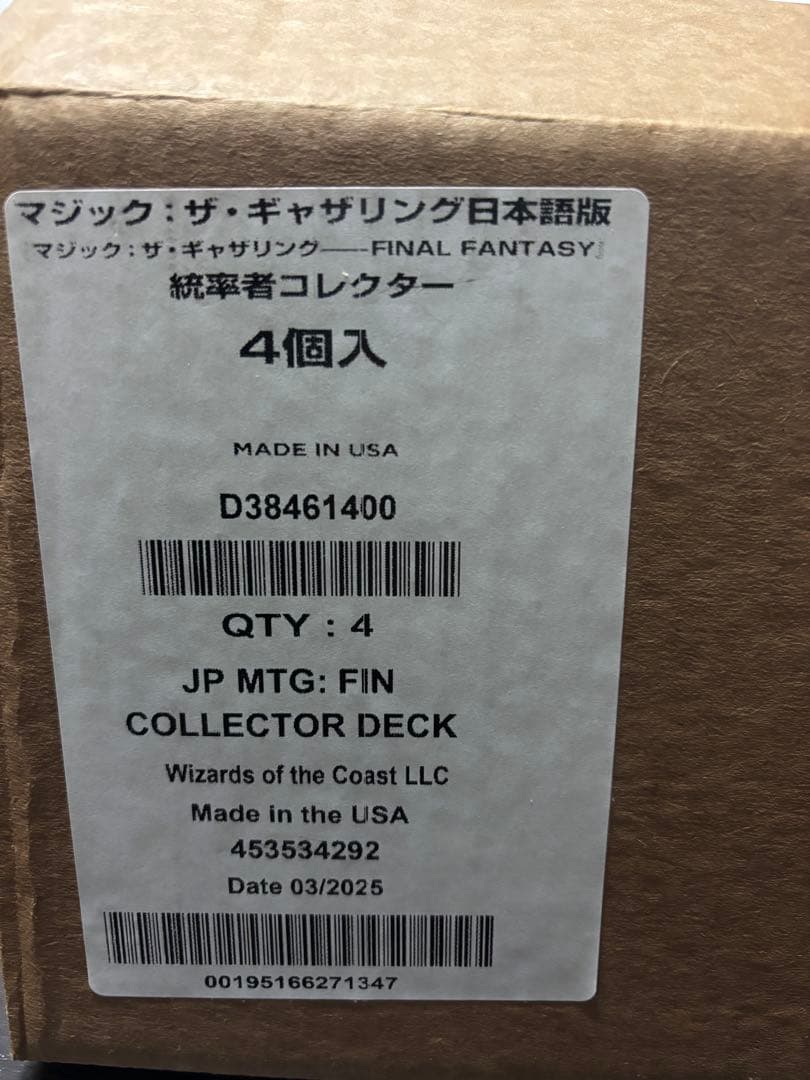 マジック：ザ・ギャザリング日本語版
マジック：ザ・ギャザリング——FINAL FANTASY』
統率者コレクター
4個入
MADE IN USA
D38461400
QTY : 4
JP MTG: FIN
COLLECTOR DECK
Wizards of the Coast LLC
Made in the USA
453534292
Date 03/2025
00195166271347